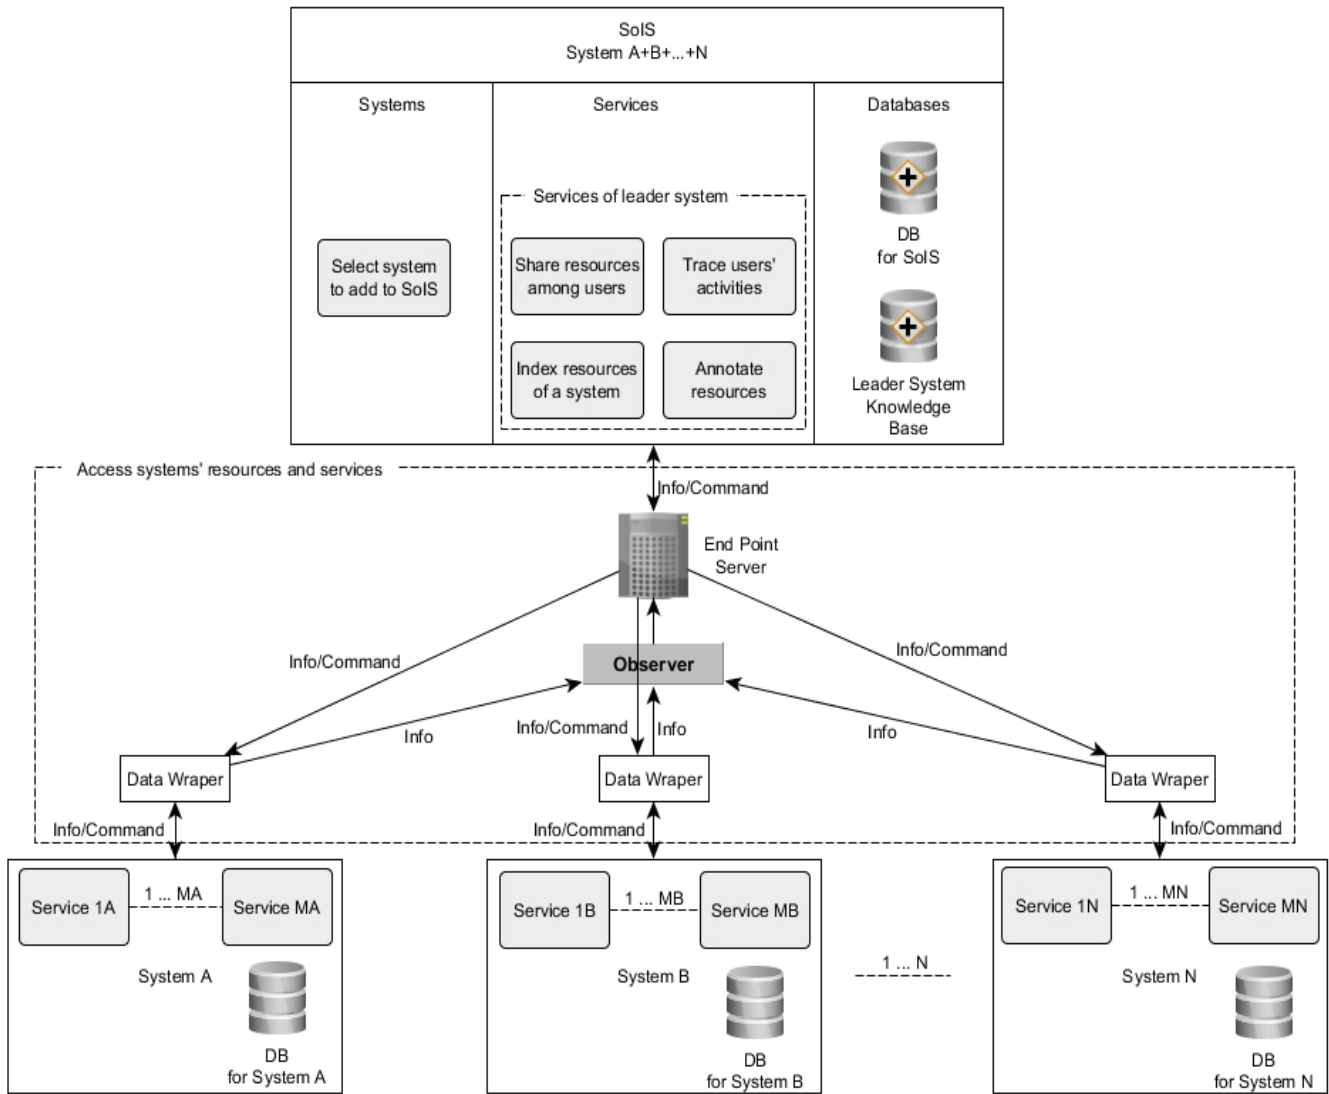 SoIS
System A+B+...+N
Systems
Services
Databases
Services of leader system
Select system
to add to SoIS
Share resources
among users
Trace users'
activities
Index resources
of a system
Annotate
resources
DB
for SoIS
Leader System
Knowledge
Base
Access systems' resources and services
Info/Command
End Point
Server
Info/Command
Info/Command
Observer
Info
Info/Command
Info
Info
Data Wraper
Data Wraper
Data Wraper
Info/Command
Info/Command
Info/Command
Service 1A
1 ... MA
Service MA
System A
DB
for System A
Service 1B
1 ... MB
Service MB
System B
DB
for System B
1 ... N
Service 1N
1 ... MN
Service MN
System N
DB
for System N